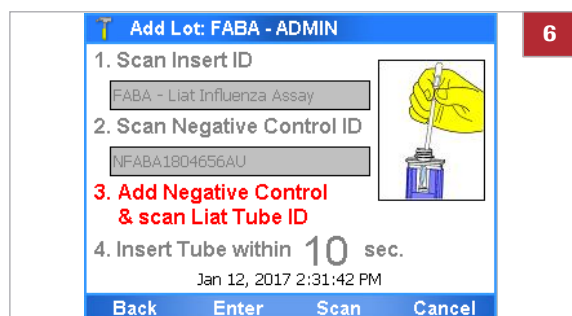 Add Lot: FABA - ADMIN
6
1. Scan Insert ID
FABA - Liat Influenza Assay
2. Scan Negative Control ID
NFABA1804656AU
3. Add Negative Control
& scan Liat Tube ID
4. Insert Tube within 10 sec.
Jan 12, 2017 2:31:42 PM
Back Enter Scan Cancel